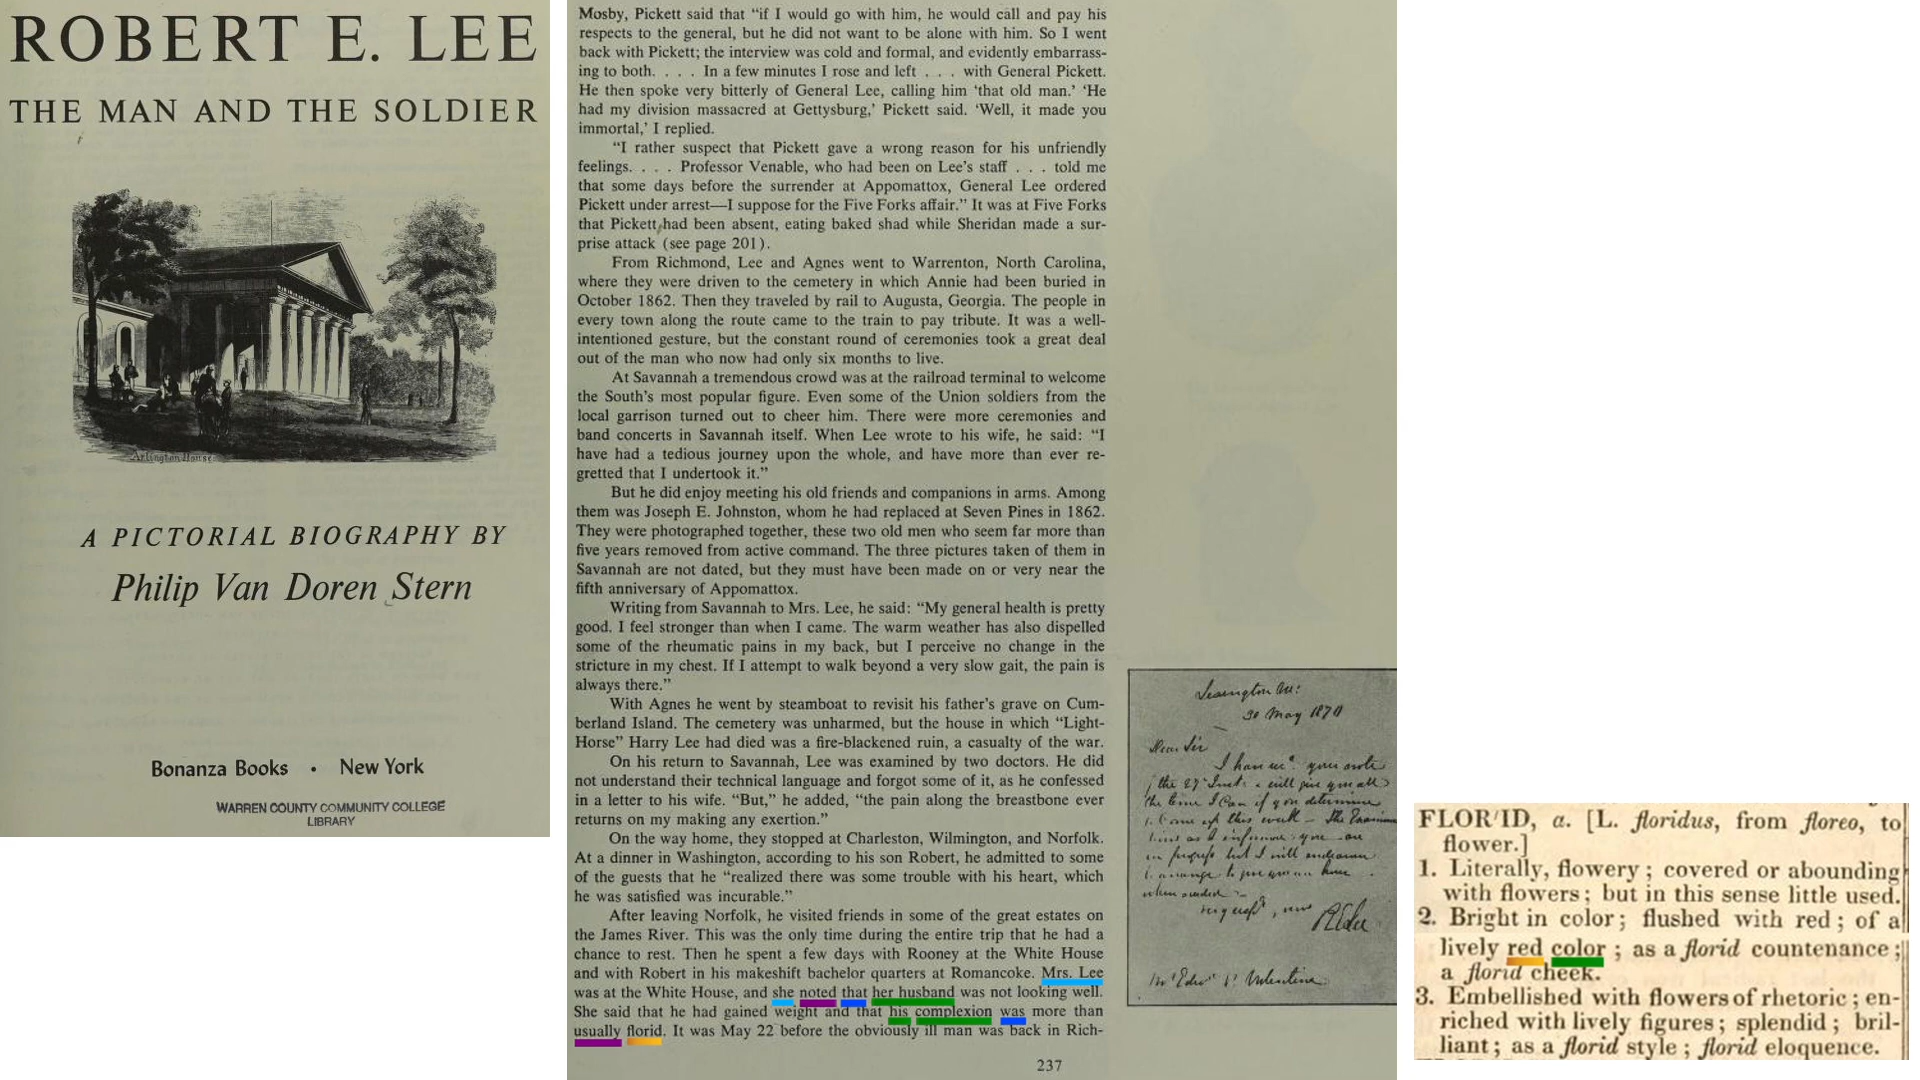 ROBERT E. LEE
THE MAN AND THE SOLDIER
Arlington House
A PICTORIAL BIOGRAPHY BY
Philip Van Doren Stern
Bonanza Books • New York
WARREN COUNTY COMMUNITY COLLEGE
LIBRARY
Mosby, Pickett said that “if I would go with him, he would call and pay his
respects to the general, but he did not want to be alone with him. So I went
back with Pickett; the interview was cold and formal, and evidently embarrass-
ing to both. . . . In a few minutes I rose and left . . . with General Pickett.
He then spoke very bitterly of General Lee, calling him ‘that old man.’ ‘He
had my division massacred at Gettysburg,’ Pickett said. ‘Well, it made you
immortal,’ I replied.
“I rather suspect that Pickett gave a wrong reason for his unfriendly
feelings. . . . Professor Venable, who had been on Lee’s staff . . . told me
that some days before the surrender at Appomattox, General Lee ordered
Pickett under arrest—I suppose for the Five Forks affair.” It was at Five Forks
that Pickett had been absent, eating baked shad while Sheridan made a sur-
prise attack (see page 201).
From Richmond, Lee and Agnes went to Warrenton, North Carolina,
where they were driven to the cemetery in which Annie had been buried in
October 1862. Then they traveled by rail to Augusta, Georgia. The people in
every town along the route came to the train to pay tribute. It was a well-
intentioned gesture, but the constant round of ceremonies took a great deal
out of the man who now had only six months to live.
At Savannah a tremendous crowd was at the railroad terminal to welcome
the South’s most popular figure. Even some of the Union soldiers from the
local garrison turned out to cheer him. There were more ceremonies and
band concerts in Savannah itself. When Lee wrote to his wife, he said: “I
have had a tedious journey upon the whole, and have more than ever re-
gretted that I undertook it.”
But he did enjoy meeting his old friends and companions in arms. Among
them was Joseph E. Johnston, whom he had replaced at Seven Pines in 1862.
They were photographed together, these two old men who seem far more than
five years removed from active command. The three pictures taken of them in
Savannah are not dated, but they must have been made on or very near the
fifth anniversary of Appomattox.
Writing from Savannah to Mrs. Lee, he said: “My general health is pretty
good. I feel stronger than when I came. The warm weather has also dispelled
some of the rheumatic pains in my back, but I perceive no change in the
stricture in my chest. If I attempt to walk beyond a very slow gait, the pain is
always there.”
With Agnes he went by steamboat to revisit his father’s grave on Cum-
berland Island. The cemetery was unharmed, but the house in which “Light-
Horse” Harry Lee had died was a fire-blackened ruin, a casualty of the war.
On his return to Savannah, Lee was examined by two doctors. He did
not understand their technical language and forgot some of it, as he confessed
in a letter to his wife. “But,” he added, “the pain along the breastbone ever
returns on my making any exertion.”
On the way home, they stopped at Charleston, Wilmington, and Norfolk.
At a dinner in Washington, according to his son Robert, he admitted to some
of the guests that he “realized there was some trouble with his heart, which
he was satisfied was incurable.”
After leaving Norfolk, he visited friends in some of the great estates on
the James River. This was the only time during the entire trip that he had a
chance to rest. Then he spent a few days with Rooney at the White House
and with Robert in his makeshift bachelor quarters at Romancoke. Mrs. Lee
was at the White House, and she noted that her husband was not looking well.
She said that he had gained weight and that his complexion was more than
usually florid. It was May 22 before the obviously ill man was back in Rich-
237
Lexington
30 May 1870
Dear Sir
I have your note
the 27
RELee
Valentine
FLOR'ID, a. [L. floridus, from floreo, to
flower.]
1. Literally, flowery; covered or abounding
with flowers; but in this sense little used.
2. Bright in color; flushed with red; of a
lively red color; as a florid countenance;
a florid cheek.
3. Embellished with flowers of rhetoric; en-
riched with lively figures; splendid; bril-
liant; as a florid style; florid eloquence.